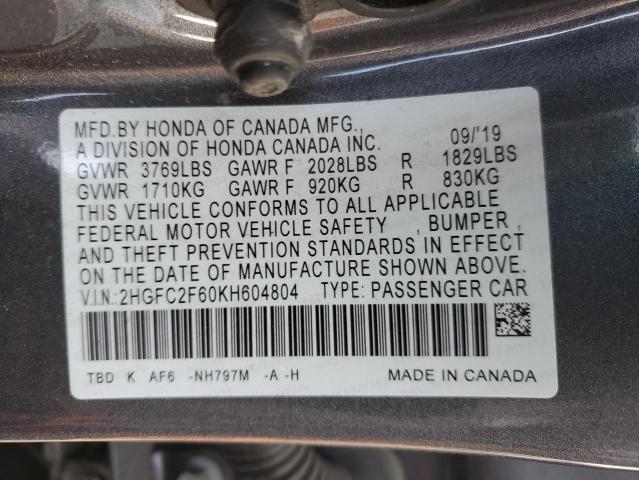 MFD.BY HONDA OF CANADA MFG.,
A DIVISION OF HONDA CANADA INC. 09/'19
GVWR 3769LBS GAWR F 2028LBS R 1829LBS
GVWR 1710KG GAWR F 920KG R 830KG
THIS VEHICLE CONFORMS TO ALL APPLICABLE
FEDERAL MOTOR VEHICLE SAFETY , BUMPER ,
AND THEFT PREVENTION STANDARDS IN EFFECT
ON THE DATE OF MANUFACTURE SHOWN ABOVE.
V.I.N:2HGFC2F60KH604804 TYPE: PASSENGER CAR
TBD K AF6 -NH797M -A -H MADE IN CANADA